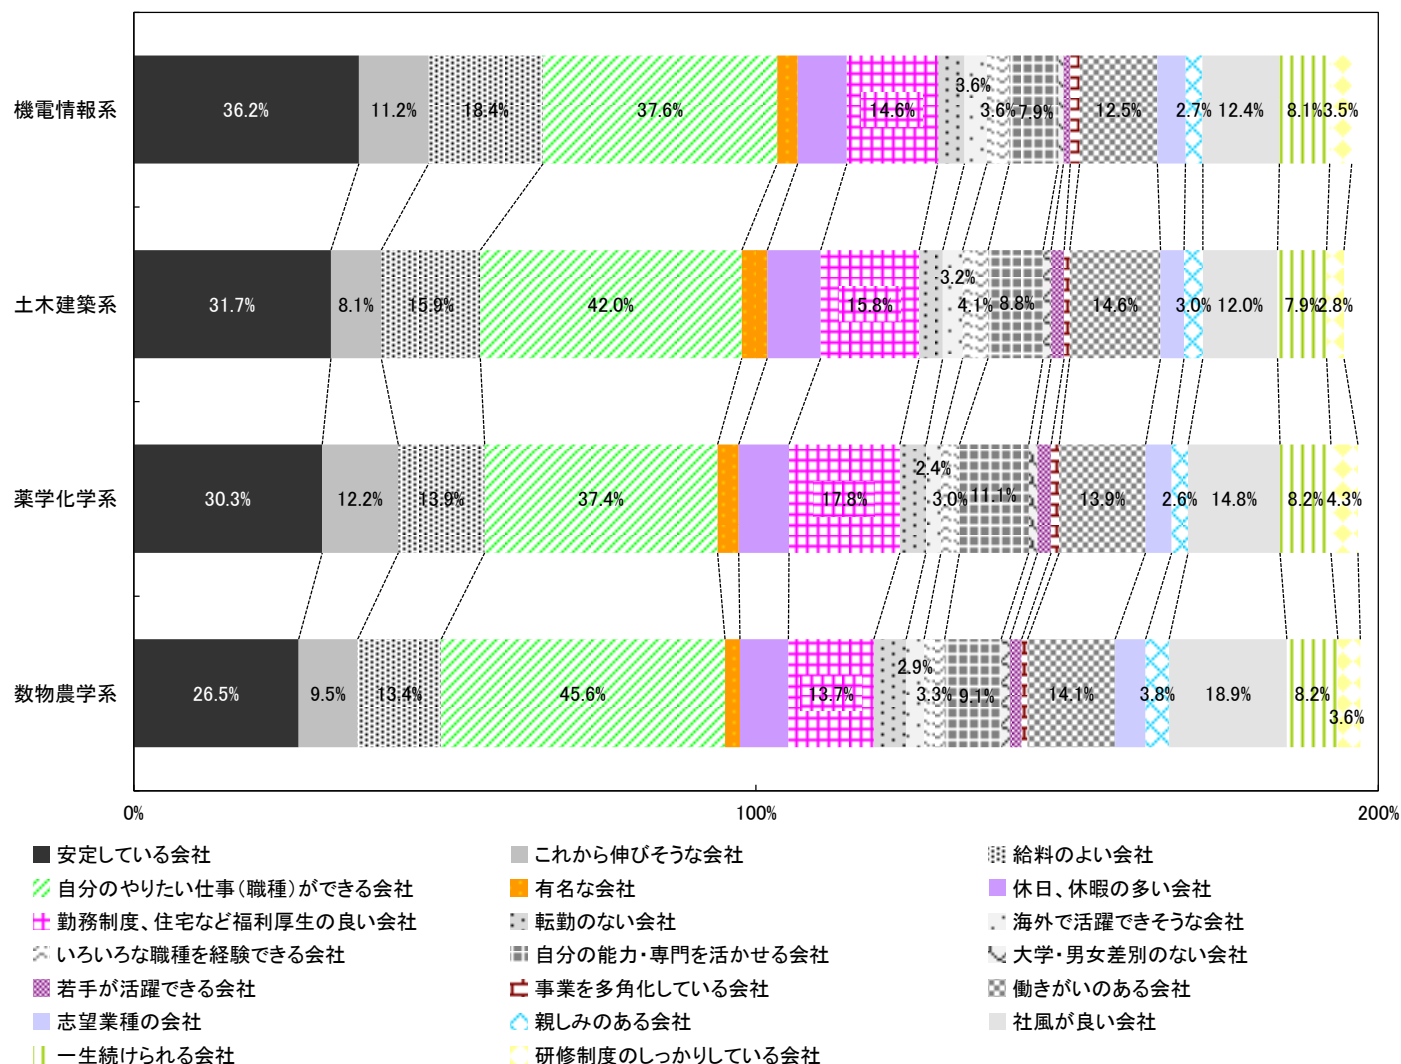 機電情報系 36.2% 11.2% 18.4% 37.6% 14.6% 3.6% 3.6% 7.9% 12.5% 2.7% 12.4% 8.1% 3.5%
土木建築系 31.7% 8.1% 15.9% 42.0% 15.8% 3.2% 4.1% 8.8% 14.6% 3.0% 12.0% 7.9% 2.8%
薬学化学系 30.3% 12.2% 13.9% 37.4% 17.8% 2.4% 3.0% 11.1% 13.9% 2.6% 14.8% 8.2% 4.3%
数物農学系 26.5% 9.5% 13.4% 45.6% 13.7% 2.9% 3.3% 9.1% 14.1% 3.8% 18.9% 8.2% 3.6%
0% 100% 200%
安定している会社 これから伸びそうな会社 給料のよい会社
自分のやりたい仕事（職種）ができる会社 有名な会社 休日、休暇の多い会社
勤務制度、住宅など福利厚生の良い会社 転勤のない会社 海外で活躍できそうな会社
いろいろな職種を経験できる会社 自分の能力・専門を活かせる会社 大学・男女差別のない会社
若手が活躍できる会社 事業を多角化している会社 働きがいのある会社
志望業種の会社 親しみのある会社 社風が良い会社
一生続けられる会社 研修制度のしっかりしている会社